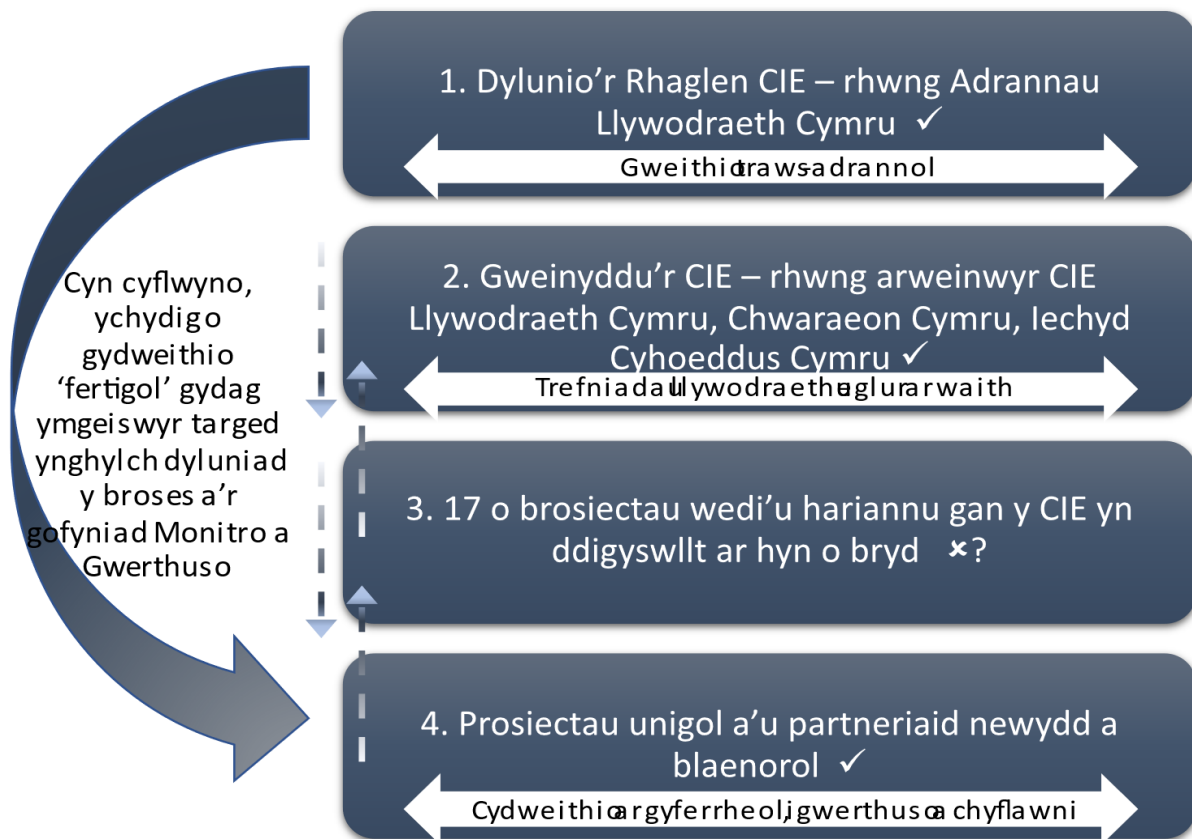 1. Dylunio’r Rhaglen CIE – rhwng Adrannau
Llywodraeth Cymru ✓
Gweithio traws-adrannol
Cyn cyflwyno,
ychydig o
gydweithio
‘fertigol’ gydag
ymgeiswyr targed
ynghylch dyluniad
y broses a’r
gofyniad Monitro a
Gwerthuso
2. Gweinyddu’r CIE – rhwng arweinwyr CIE
Llywodraeth Cymru, Chwaraeon Cymru, Iechyd
Cyhoeddus Cymru ✓
Trefniadau llywodraethu eglur ar waith
3. 17 o brosiectau wedi’u hariannu gan y CIE yn
ddigyswllt ar hyn o bryd ×?
4. Prosiectau unigol a’u partneriaid newydd a
blaenorol ✓
Cydweithio ar gyfer rheoli, gwerthuso a chyflawni